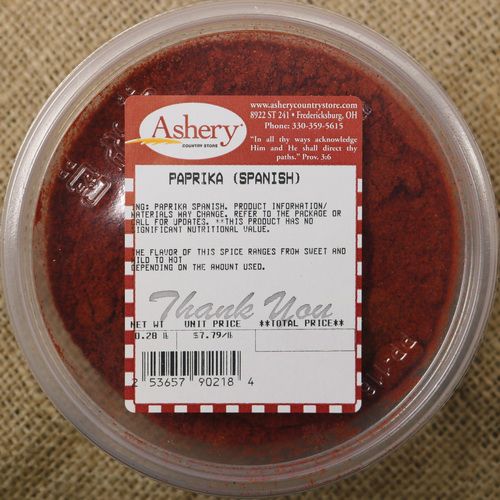 www.asherycountrystore.com
8922 ST 241 • Fredericksburg, OH
Phone: 330-359-5615
Ashery
COUNTRY STORE
"In all thy ways acknowledge
Him and He shall direct thy
paths." Prov. 3:6
PAPRIKA (SPANISH)
ING: PAPRIKA SPANISH. PRODUCT INFORMATION/
MATERIALS MAY CHANGE. REFER TO THE PACKAGE OR
CALL FOR UPDATES. **THIS PRODUCT HAS NO
SIGNIFICANT NUTRITIONAL VALUE.
THE FLAVOR OF THIS SPICE RANGES FROM SWEET AND
MILD TO HOT
DEPENDING ON THE AMOUNT USED.
Thank You
NET WT UNIT PRICE **TOTAL PRICE**
0.28 lb $7.79/lb
2 53657 90218 4